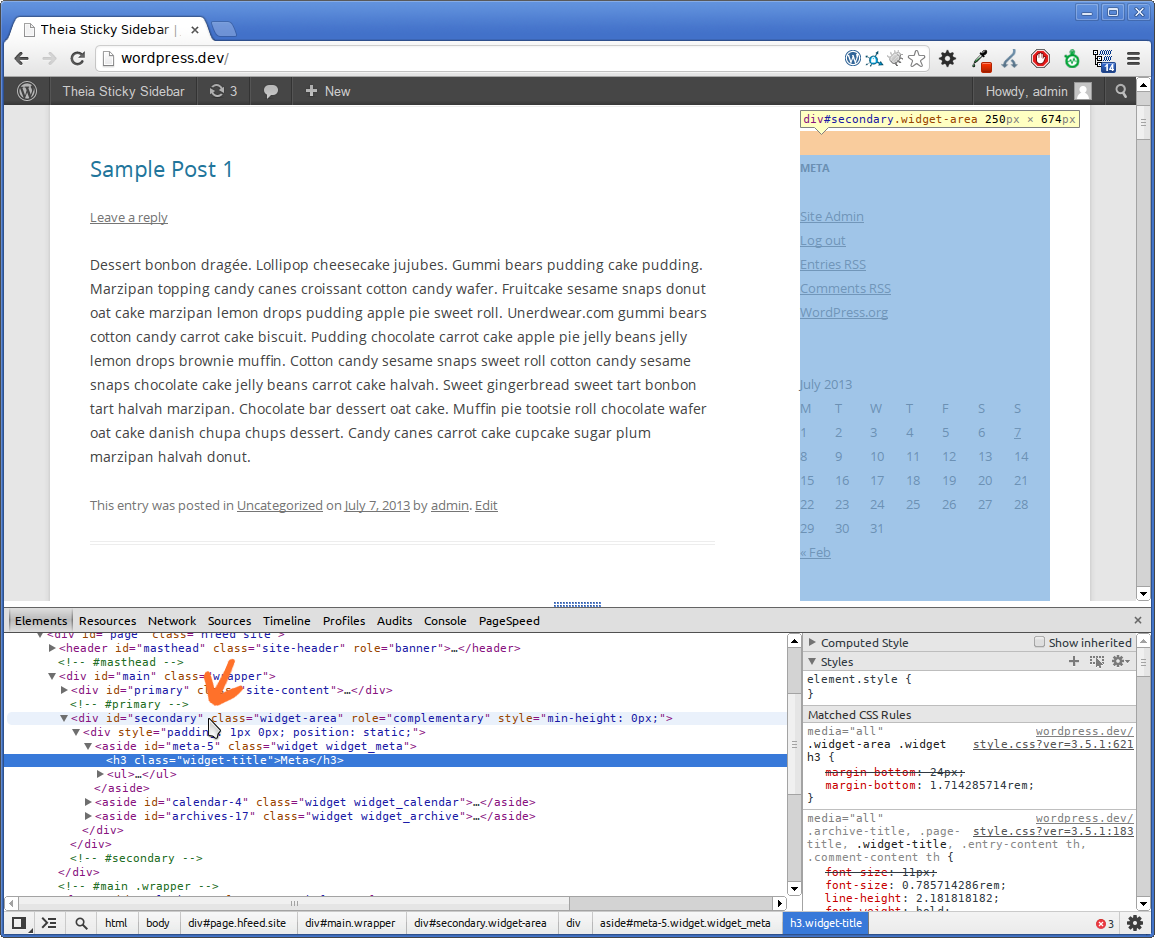 Theia Sticky Sidebar |
wordpress.dev/
14
Theia Sticky Sidebar 3 + New Howdy, admin
div#secondary.widget-area 250px × 674px
Sample Post 1
Leave a reply
Dessert bonbon dragée. Lollipop cheesecake jujubes. Gummi bears pudding cake pudding.
Marzipan topping candy canes croissant cotton candy wafer. Fruitcake sesame snaps donut
oat cake marzipan lemon drops pudding apple pie sweet roll. Unerdwear.com gummi bears
cotton candy carrot cake biscuit. Pudding chocolate carrot cake apple pie jelly beans jelly
lemon drops brownie muffin. Cotton candy sesame snaps sweet roll cotton candy sesame
snaps chocolate cake jelly beans carrot cake halvah. Sweet gingerbread sweet tart bonbon
tart halvah marzipan. Chocolate bar dessert oat cake. Muffin pie tootsie roll chocolate wafer
oat cake danish chupa chups dessert. Candy canes carrot cake cupcake sugar plum
marzipan halvah donut.
This entry was posted in Uncategorized on July 7, 2013 by admin. Edit
META
Site Admin
Log out
Entries RSS
Comments RSS
WordPress.org
July 2013
M T W T F S S
1 2 3 4 5 6 7
8 9 10 11 12 13 14
15 16 17 18 19 20 21
22 23 24 25 26 27 28
29 30 31
« Feb
Elements Resources Network Sources Timeline Profiles Audits Console PageSpeed
<div id="page" class="hfeed site">
<header id="masthead" class="site-header" role="banner">…</header>
<!-- #masthead -->
<div id="main" class="wrapper">
<div id="primary" class="site-content">…</div>
<!-- #primary -->
<div id="secondary" class="widget-area" role="complementary" style="min-height: 0px;">
<div style="padding: 1px 0px; position: static;">
<aside id="meta-5" class="widget widget_meta">
<h3 class="widget-title">Meta</h3>
<ul>…</ul>
</aside>
<aside id="calendar-4" class="widget widget_calendar">…</aside>
<aside id="archives-17" class="widget widget_archive">…</aside>
</div>
</div>
<!-- #secondary -->
</div>
<!-- #main .wrapper -->
Computed Style Show inherited
Styles
element.style {
}
Matched CSS Rules
media="all" wordpress.dev/
.widget-area .widget style.css?ver=3.5.1:621
h3 {
margin-bottom: 24px;
margin-bottom: 1.714285714rem;
}
media="all" wordpress.dev/
.archive-title, .page- style.css?ver=3.5.1:183
title, .widget-title, .entry-content th,
.comment-content th {
font-size: 11px;
font-size: 0.785714286rem;
line-height: 2.181818182;
font-weight: bold;
html body div#page.hfeed.site div#main.wrapper div#secondary.widget-area div aside#meta-5.widget.widget_meta h3.widget-title 3